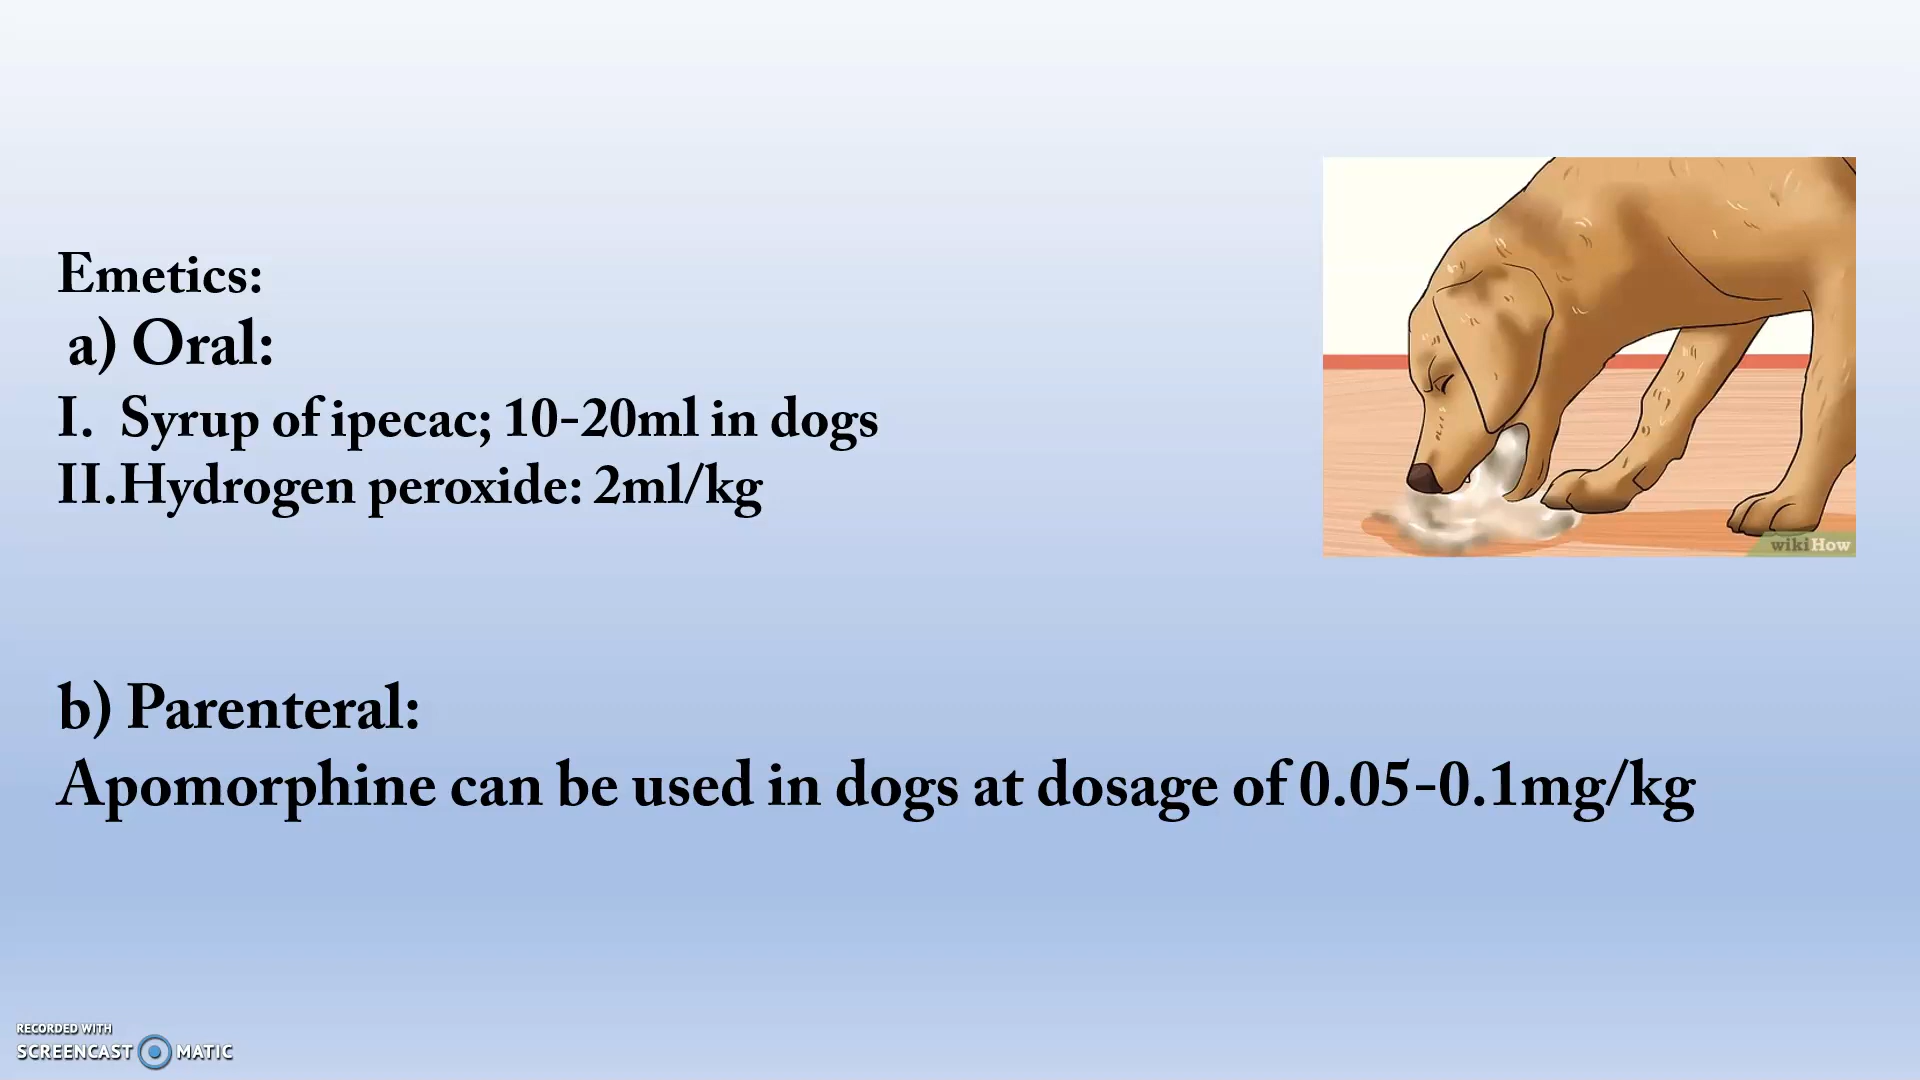 Emetics:
a) Oral:
I. Syrup of ipecac; 10-20ml in dogs
II. Hydrogen peroxide: 2ml/kg
wikiHow
b) Parenteral:
Apomorphine can be used in dogs at dosage of 0.05-0.1mg/kg
RECORDED WITH
SCREENCAST MATIC